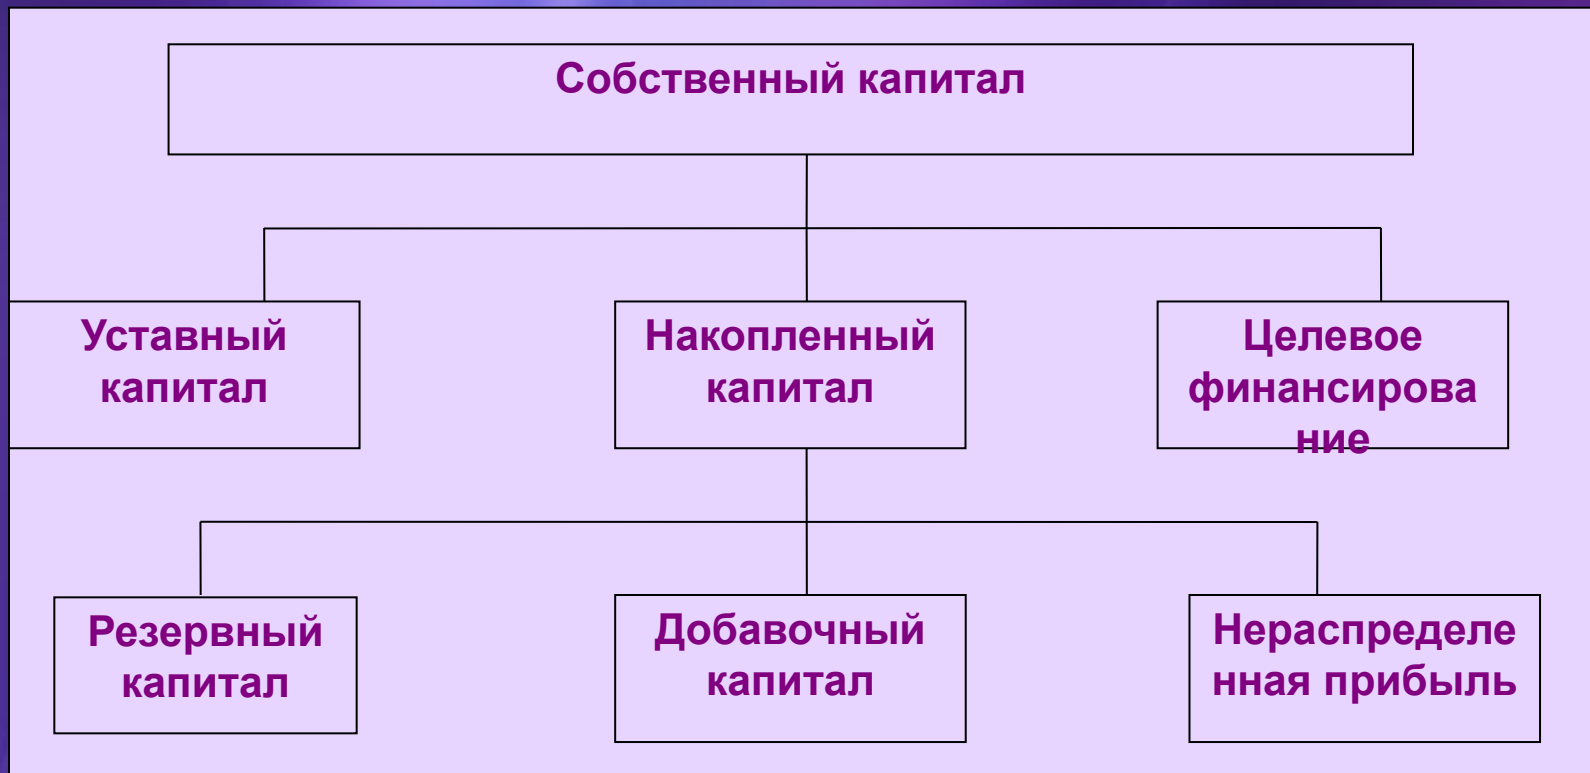 Собственный капитал
Уставный
капитал
Накопленный
капитал
Целевое
финансирова
ние
Резервный
капитал
Добавочный
капитал
Нераспределе
нная прибыль